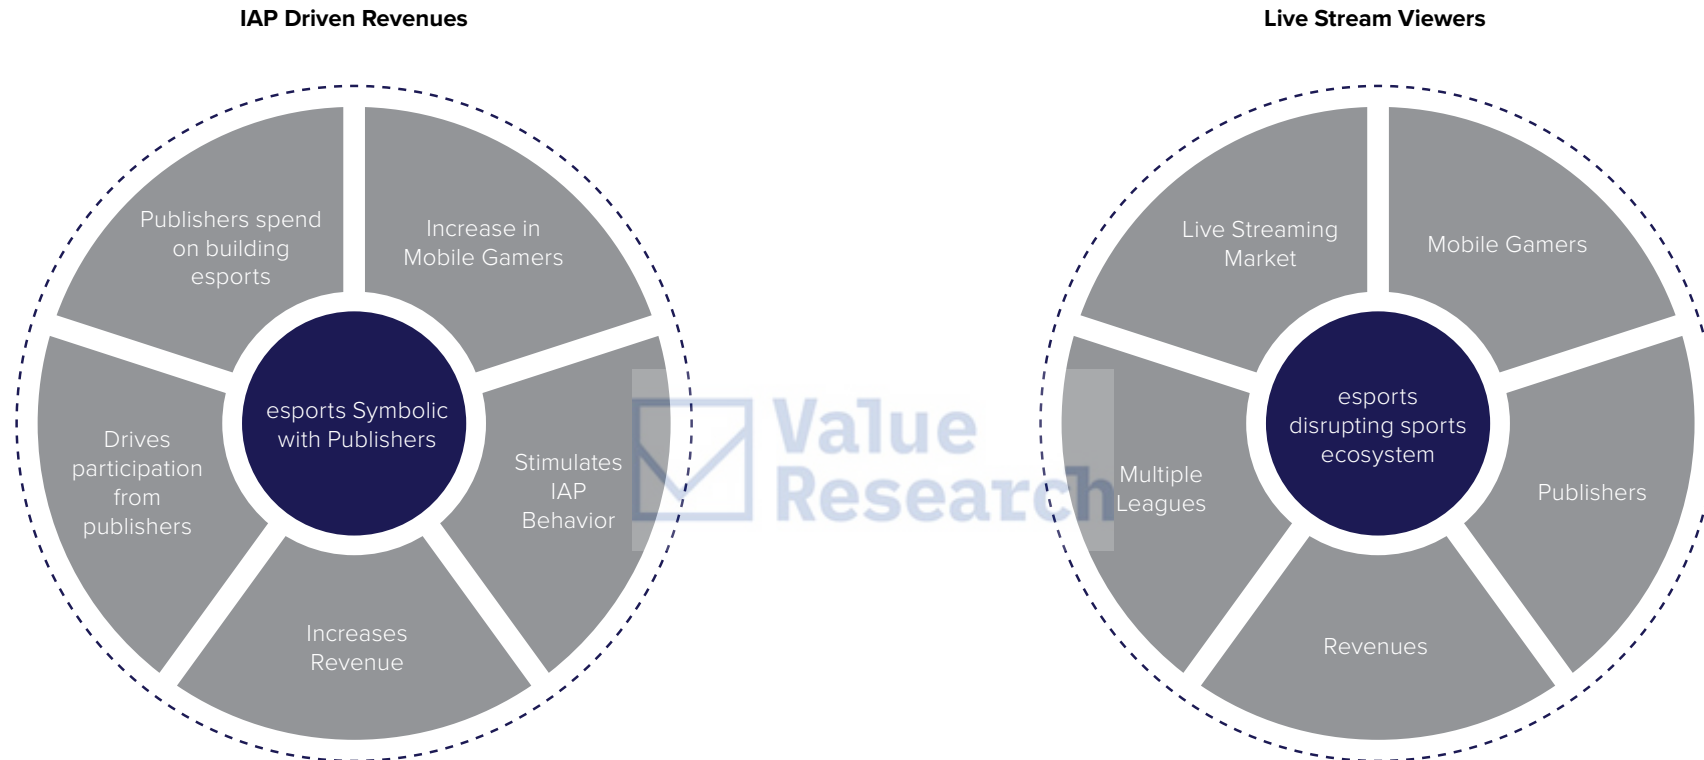 IAP Driven Revenues
Publishers spend
on building
esports
Increase in
Mobile Gamers
esports Symbolic
with Publishers
Drives
participation
from
publishers
Stimulates
IAP
Behavior
Increases
Revenue
Value
Research
Live Stream Viewers
Live Streaming
Market
Mobile Gamers
esports
disrupting sports
ecosystem
Multiple
Leagues
Publishers
Revenues